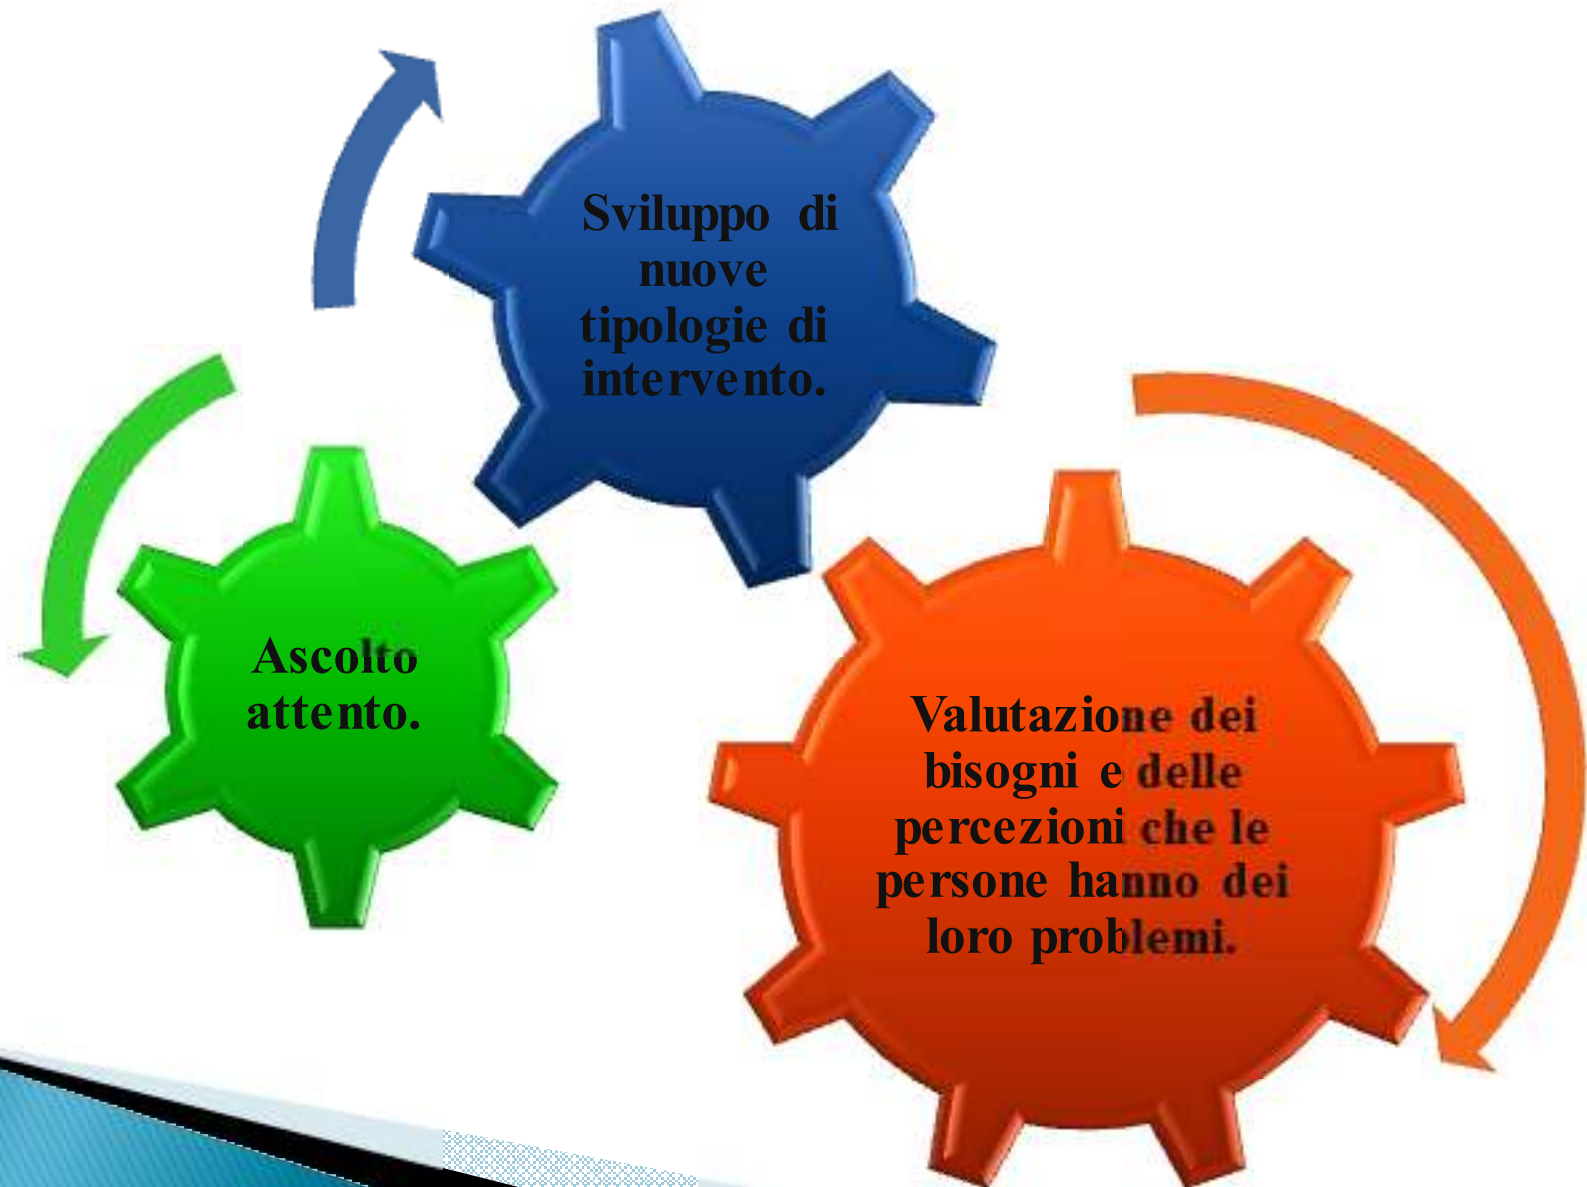 Sviluppo di
nuove
tipologie di
intervento.
Ascolto
attento.
Valutazione dei
bisogni e delle
percezioni che le
persone hanno dei
loro problemi.